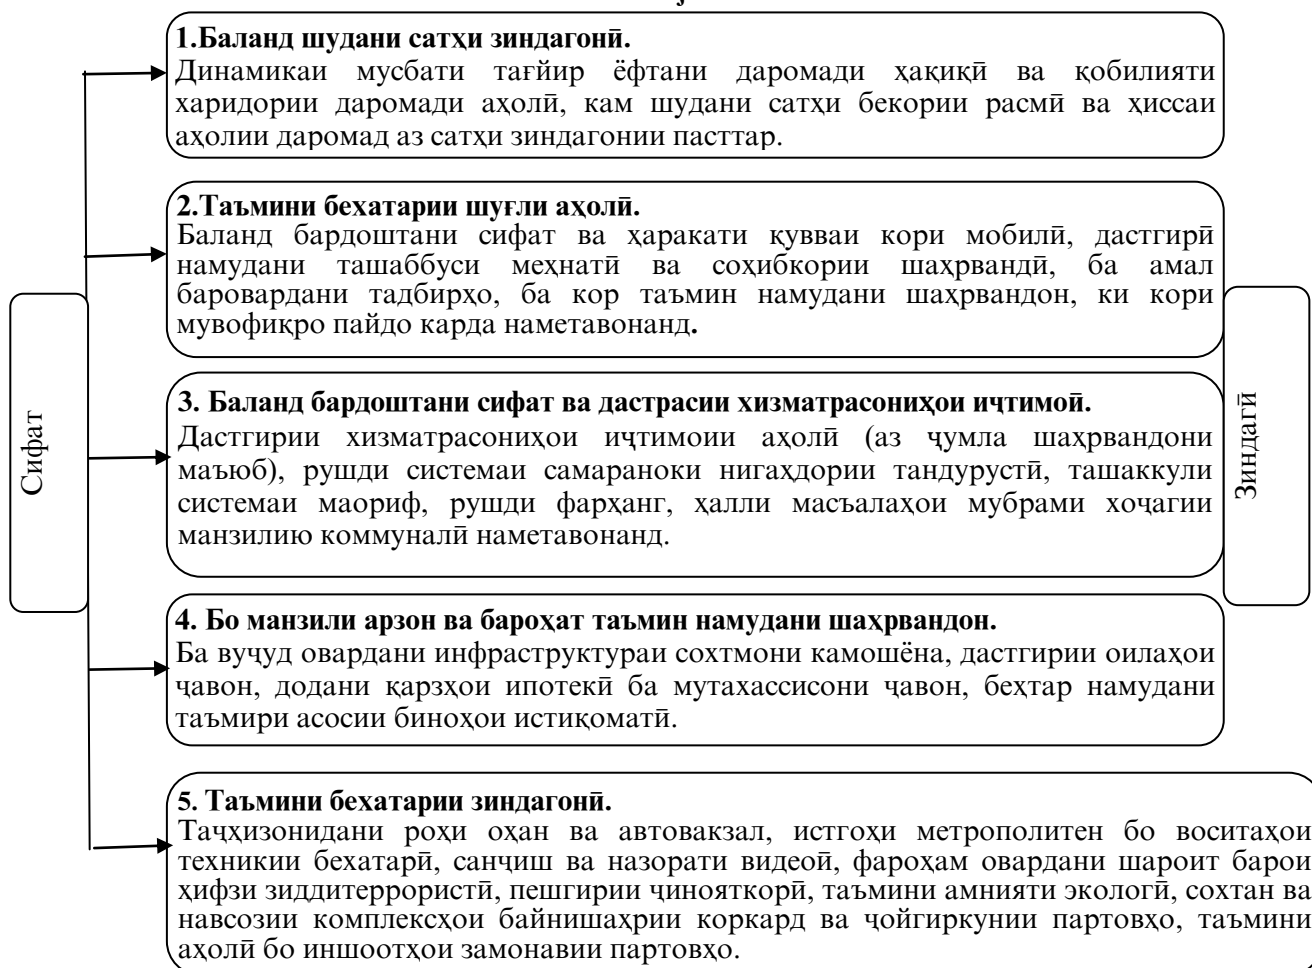 1.Баланд шудани сатҳи зиндагонӣ.
Динамикаи мусбати тағйир ёфтани даромади ҳақиқӣ ва қобилияти
харидории даромади аҳолӣ, кам шудани сатҳи бекории расмӣ ва ҳиссаи
аҳолии даромад аз сатҳи зиндагонии пасттар.
2.Таъмини бехатарии шуғли аҳолӣ.
Баланд бардоштани сифат ва ҳаракати қувваи кори мобилӣ, дастгирӣ
намудани ташаббуси меҳнатӣ ва соҳибкории шаҳрвандӣ, ба амал
баровардани тадбирҳо, ба кор таъмин намудани шаҳрвандон, ки кори
мувофиқро пайдо карда наметавонанд.
Сифат
Зиндагӣ
3. Баланд бардоштани сифат ва дастрасии хизматрасониҳои иҷтимоӣ.
Дастгирии хизматрасониҳои иҷтимоии аҳолӣ (аз ҷумла шаҳрвандони
маъюб), рушди системаи самараноки нигаҳдории тандурустӣ, ташаккули
системаи маориф, рушди фарҳанг, ҳалли масъалаҳои мубрами хоҷагии
манзилию коммуналӣ наметавонанд.
4. Бо манзили арзон ва бароҳат таъмин намудани шаҳрвандон.
Ба вуҷуд овардани инфраструктураи сохтмони камошёна, дастгирии оилаҳои
ҷавон, додани қарзҳои ипотекӣ ба мутахассисони ҷавон, беҳтар намудани
таъмири асосии биноҳои истиқоматӣ.
5. Таъмини бехатарии зиндагонӣ.
Таҷҳизонидани роҳи оҳан ва автовакзал, истгоҳи метрополитен бо воситаҳои
техникии бехатарӣ, санҷиш ва назорати видеоӣ, фароҳам овардани шароит барои
ҳифзи зиддитеррористӣ, пешгирии ҷинояткорӣ, таъмини амнияти экологӣ, сохтан ва
навсозии комплексҳои байнишаҳрии коркард ва ҷойгиркунии партовҳо, таъмини
аҳолӣ бо иншоотҳои замонавии партовҳо.